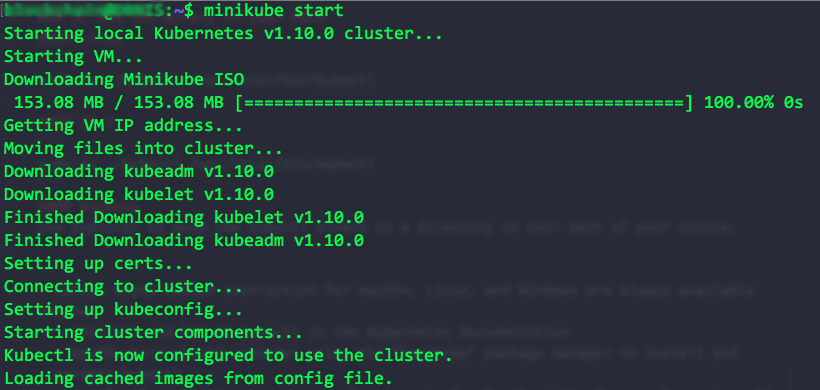 :~$ minikube start
Starting local Kubernetes v1.10.0 cluster...
Starting VM...
Downloading Minikube ISO
153.08 MB / 153.08 MB [============================================] 100.00% 0s
Getting VM IP address...
Moving files into cluster...
Downloading kubeadm v1.10.0
Downloading kubelet v1.10.0
Finished Downloading kubelet v1.10.0
Finished Downloading kubeadm v1.10.0
Setting up certs...
Connecting to cluster...
Setting up kubeconfig...
Starting cluster components...
Kubectl is now configured to use the cluster.
Loading cached images from config file.